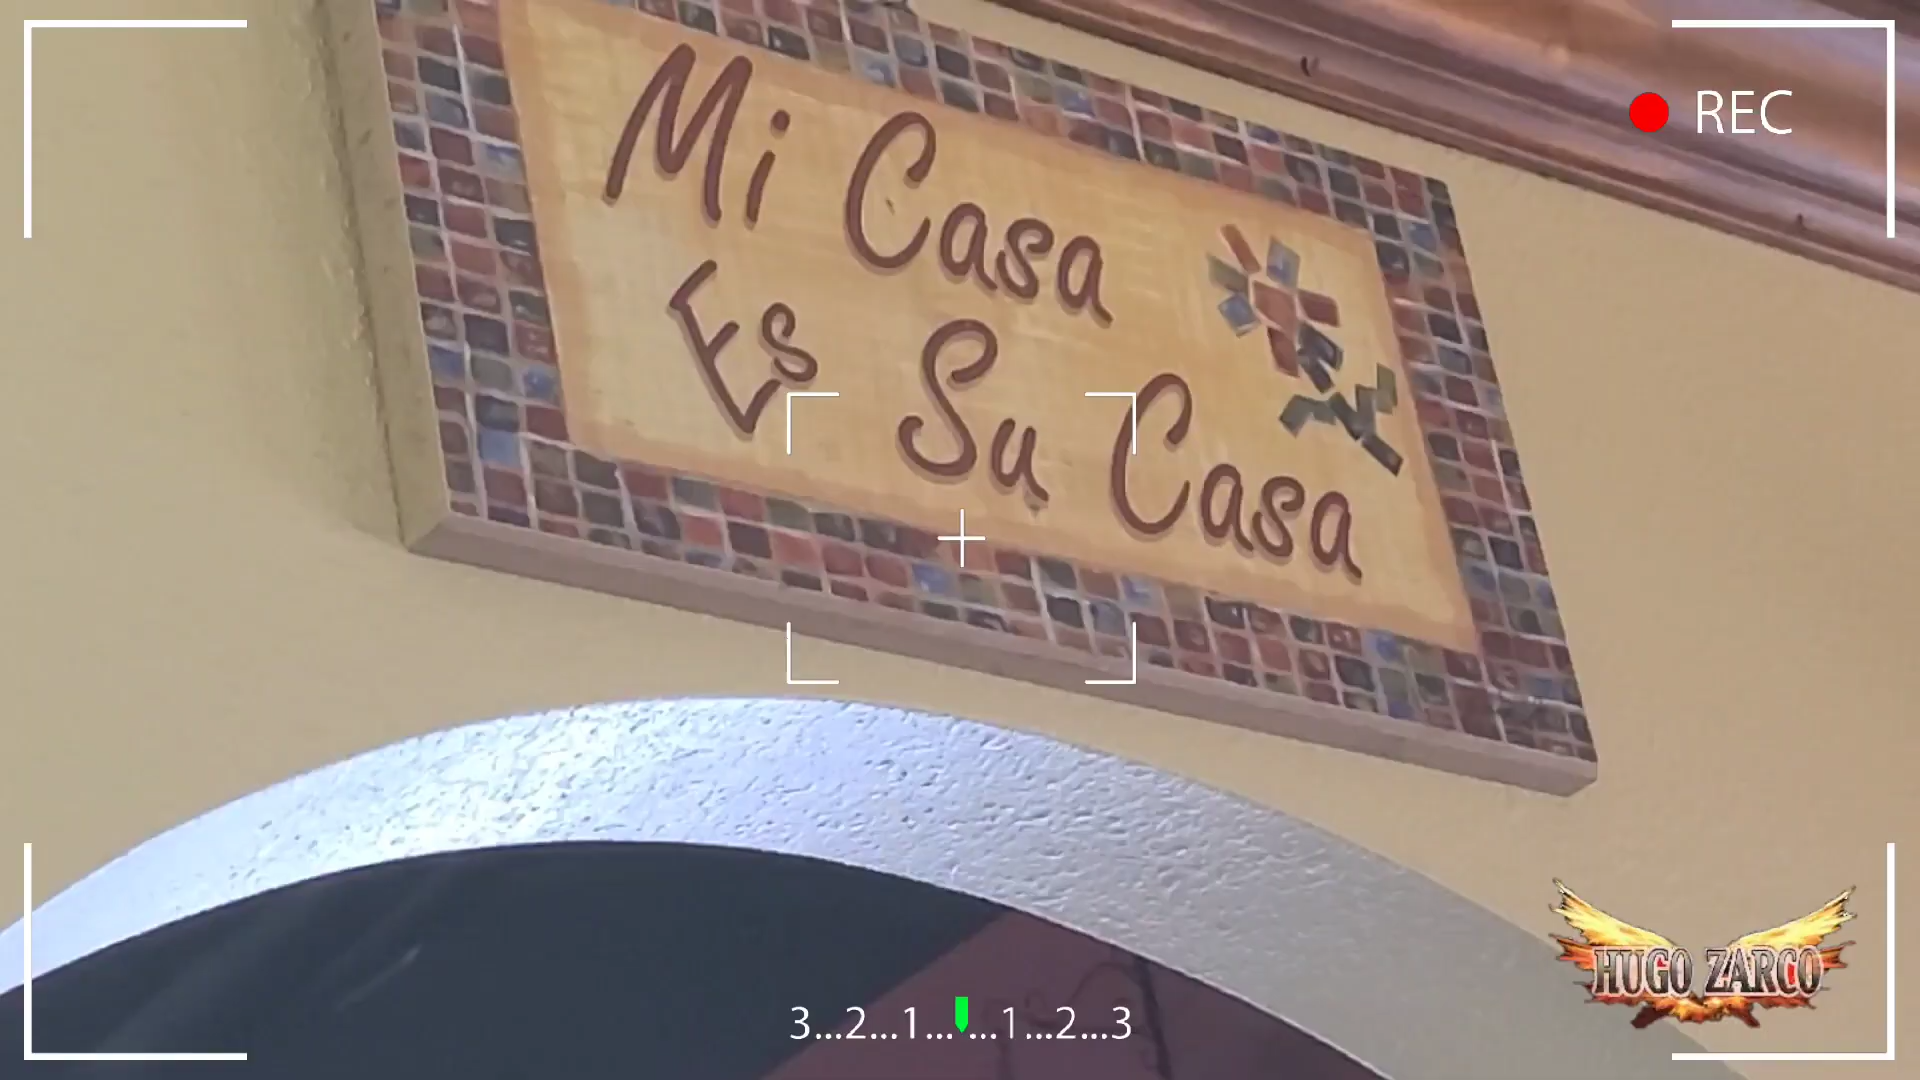 Mi Casa
Es Su Casa
REC
HUGO ZARCO
3...2...1......1...2...3